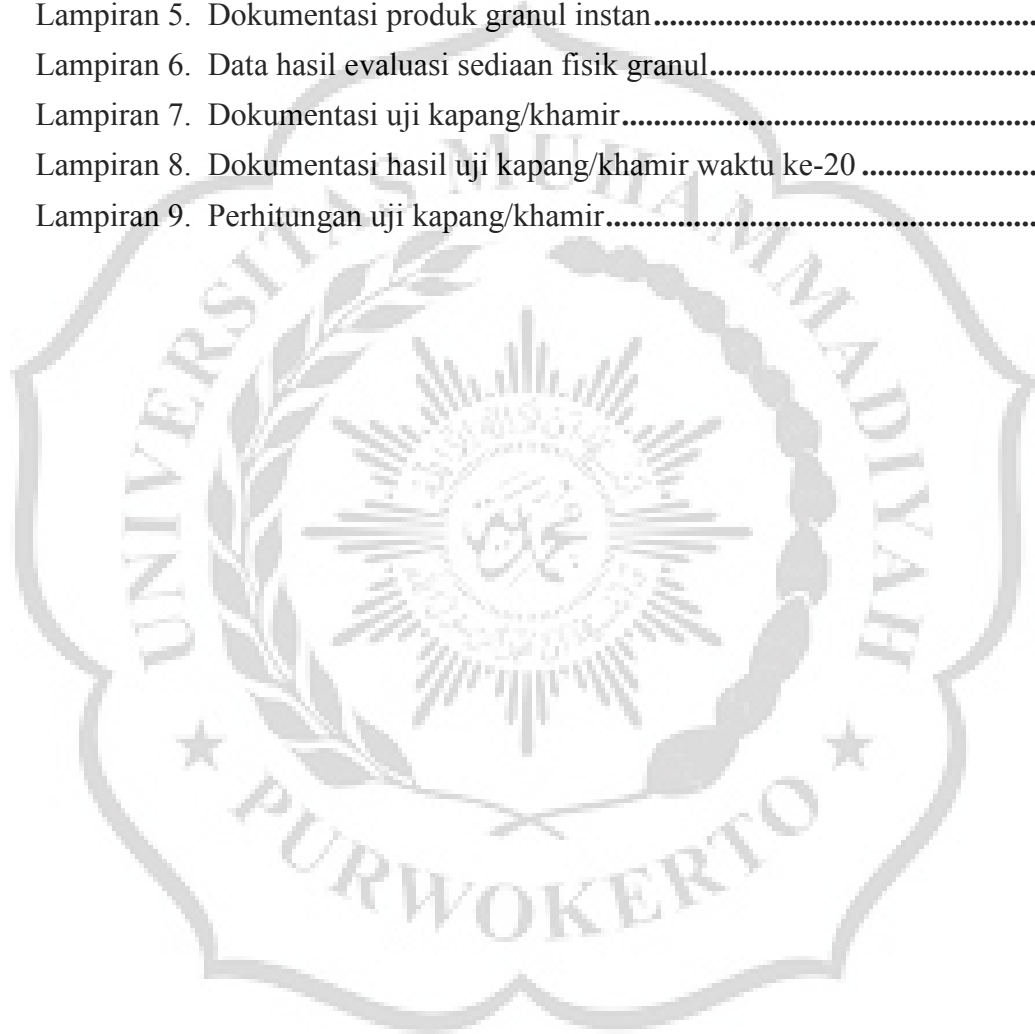 Lampiran 5. Dokumentasi produk granul instan....................................................
Lampiran 6. Data hasil evaluasi sediaan fisik granul............................................
Lampiran 7. Dokumentasi uji kapang/khamir.........................................................
Lampiran 8. Dokumentasi hasil uji kapang/khamir waktu ke-20 ........................
Lampiran 9. Perhitungan uji kapang/khamir...........................................................
UNIVERSITAS MUHAMMADIYAH
PURWOKERTO